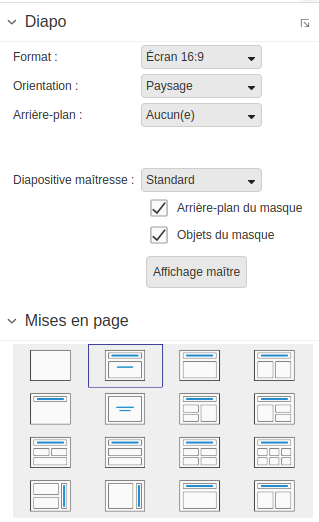 Diapo
Format : Écran 16:9
Orientation : Paysage
Arrière-plan : Aucun(e)
Diapositive maîtresse : Standard
Arrière-plan du masque
Objets du masque
Affichage maître
Mises en page